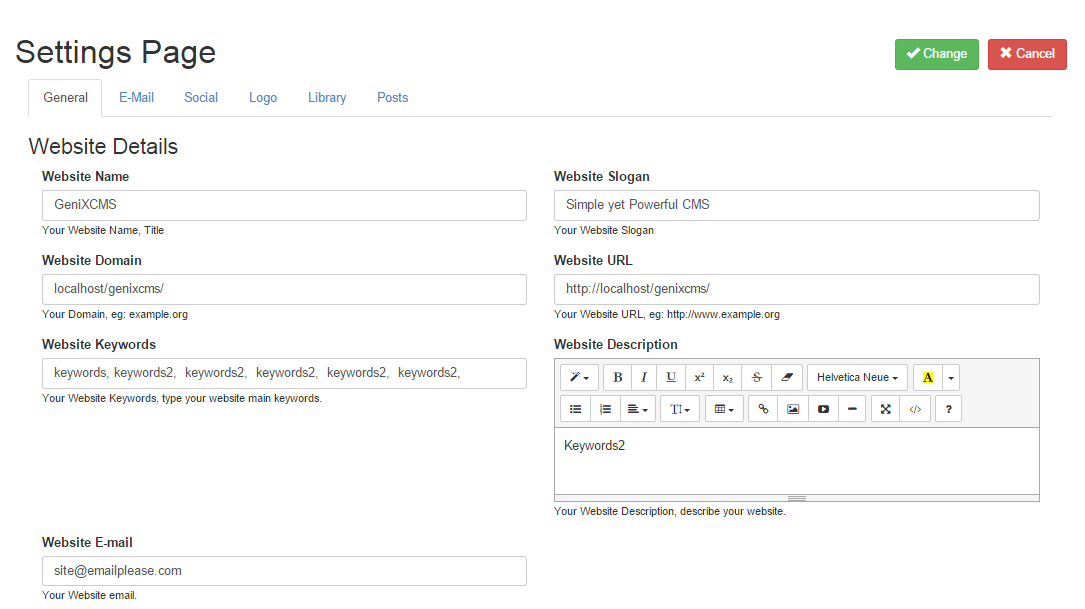 Settings Page
Change
Cancel
General E-Mail Social Logo Library Posts
Website Details
Website Name
GeniXCMS
Your Website Name, Title
Website Slogan
Simple yet Powerful CMS
Your Website Slogan
Website Domain
localhost/genixcms/
Your Domain, eg: example.org
Website URL
http://localhost/genixcms/
Your Website URL, eg: http://www.example.org
Website Keywords
keywords, keywords2, keywords2, keywords2, keywords2, keywords2,
Your Website Keywords, type your website main keywords.
Website Description
B I U x² x₂ S Helvetica Neue A
TI </> ?
Keywords2
Your Website Description, describe your website.
Website E-mail
site@emailplease.com
Your Website email.